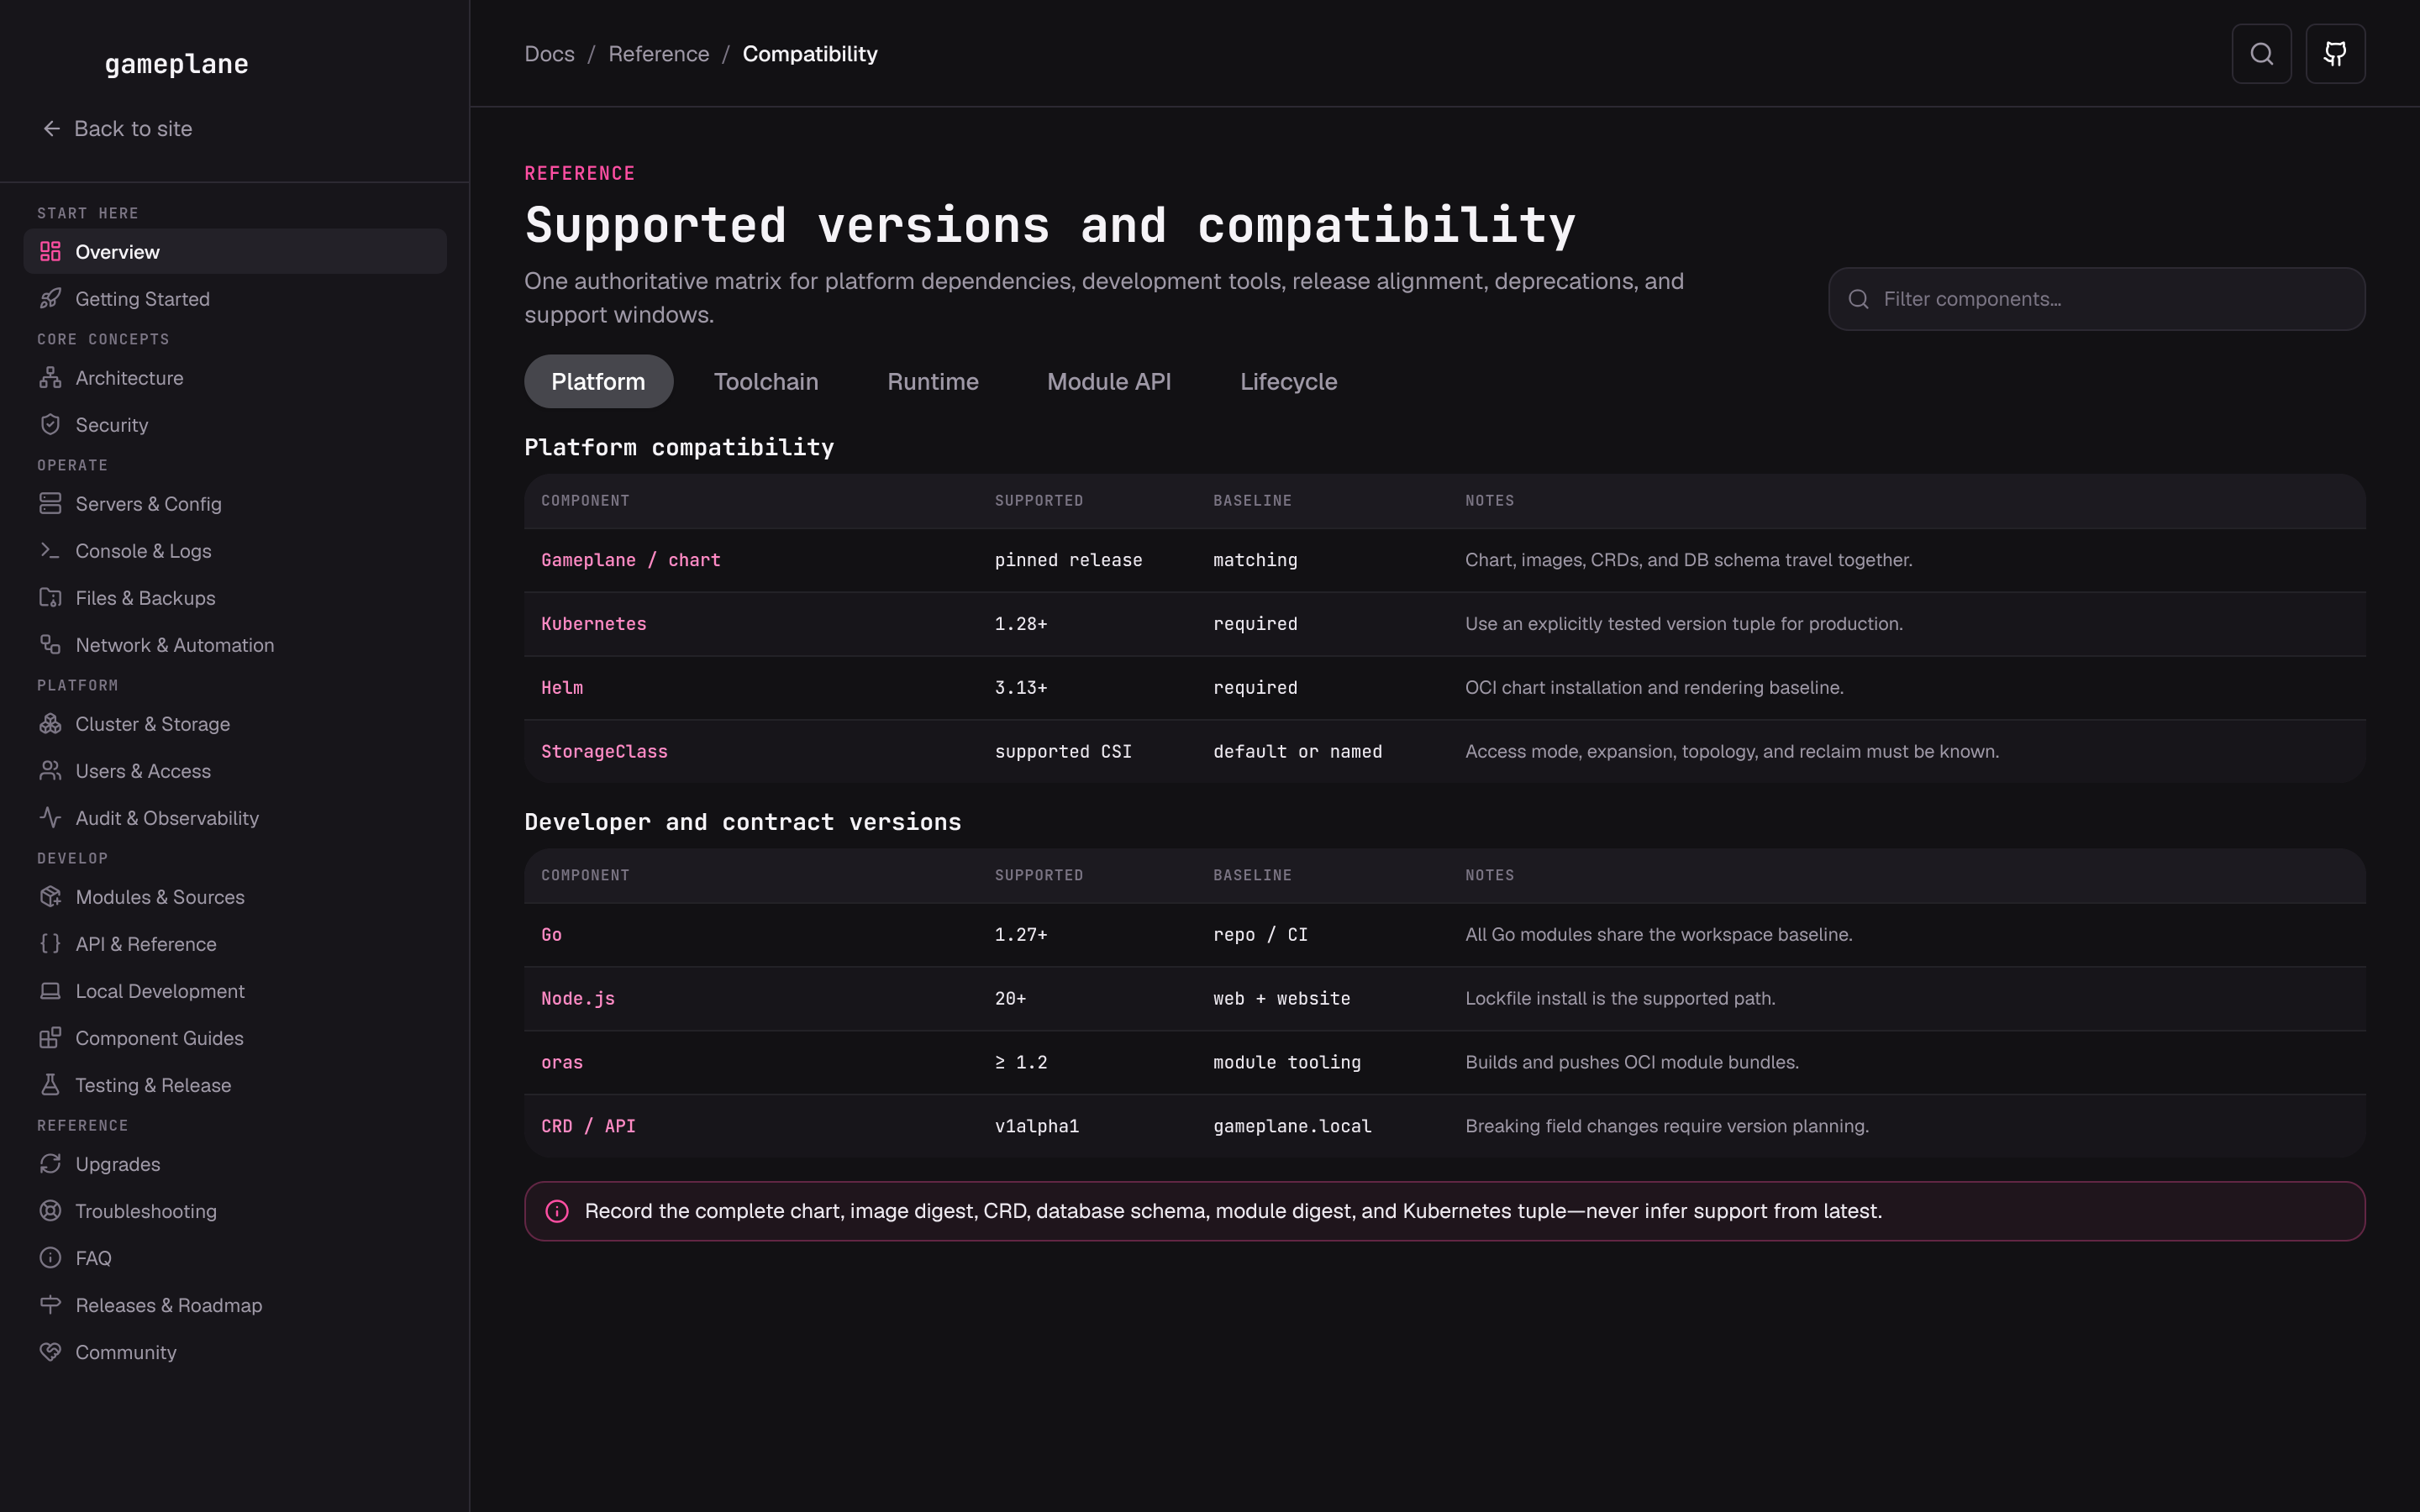 gameplane
Back to site
START HERE
Overview
Getting Started
CORE CONCEPTS
Architecture
Security
OPERATE
Servers & Config
Console & Logs
Files & Backups
Network & Automation
PLATFORM
Cluster & Storage
Users & Access
Audit & Observability
DEVELOP
Modules & Sources
API & Reference
Local Development
Component Guides
Testing & Release
REFERENCE
Upgrades
Troubleshooting
FAQ
Releases & Roadmap
Community
Docs / Reference / Compatibility
REFERENCE
Supported versions and compatibility
One authoritative matrix for platform dependencies, development tools, release alignment, deprecations, and
support windows.
Filter components…
Platform Toolchain Runtime Module API Lifecycle
Platform compatibility
COMPONENT SUPPORTED BASELINE NOTES
Gameplane / chart pinned release matching Chart, images, CRDs, and DB schema travel together.
Kubernetes 1.28+ required Use an explicitly tested version tuple for production.
Helm 3.13+ required OCI chart installation and rendering baseline.
StorageClass supported CSI default or named Access mode, expansion, topology, and reclaim must be known.
Developer and contract versions
COMPONENT SUPPORTED BASELINE NOTES
Go 1.27+ repo / CI All Go modules share the workspace baseline.
Node.js 20+ web + website Lockfile install is the supported path.
oras ≥ 1.2 module tooling Builds and pushes OCI module bundles.
CRD / API v1alpha1 gameplane.local Breaking field changes require version planning.
Record the complete chart, image digest, CRD, database schema, module digest, and Kubernetes tuple—never infer support from latest.